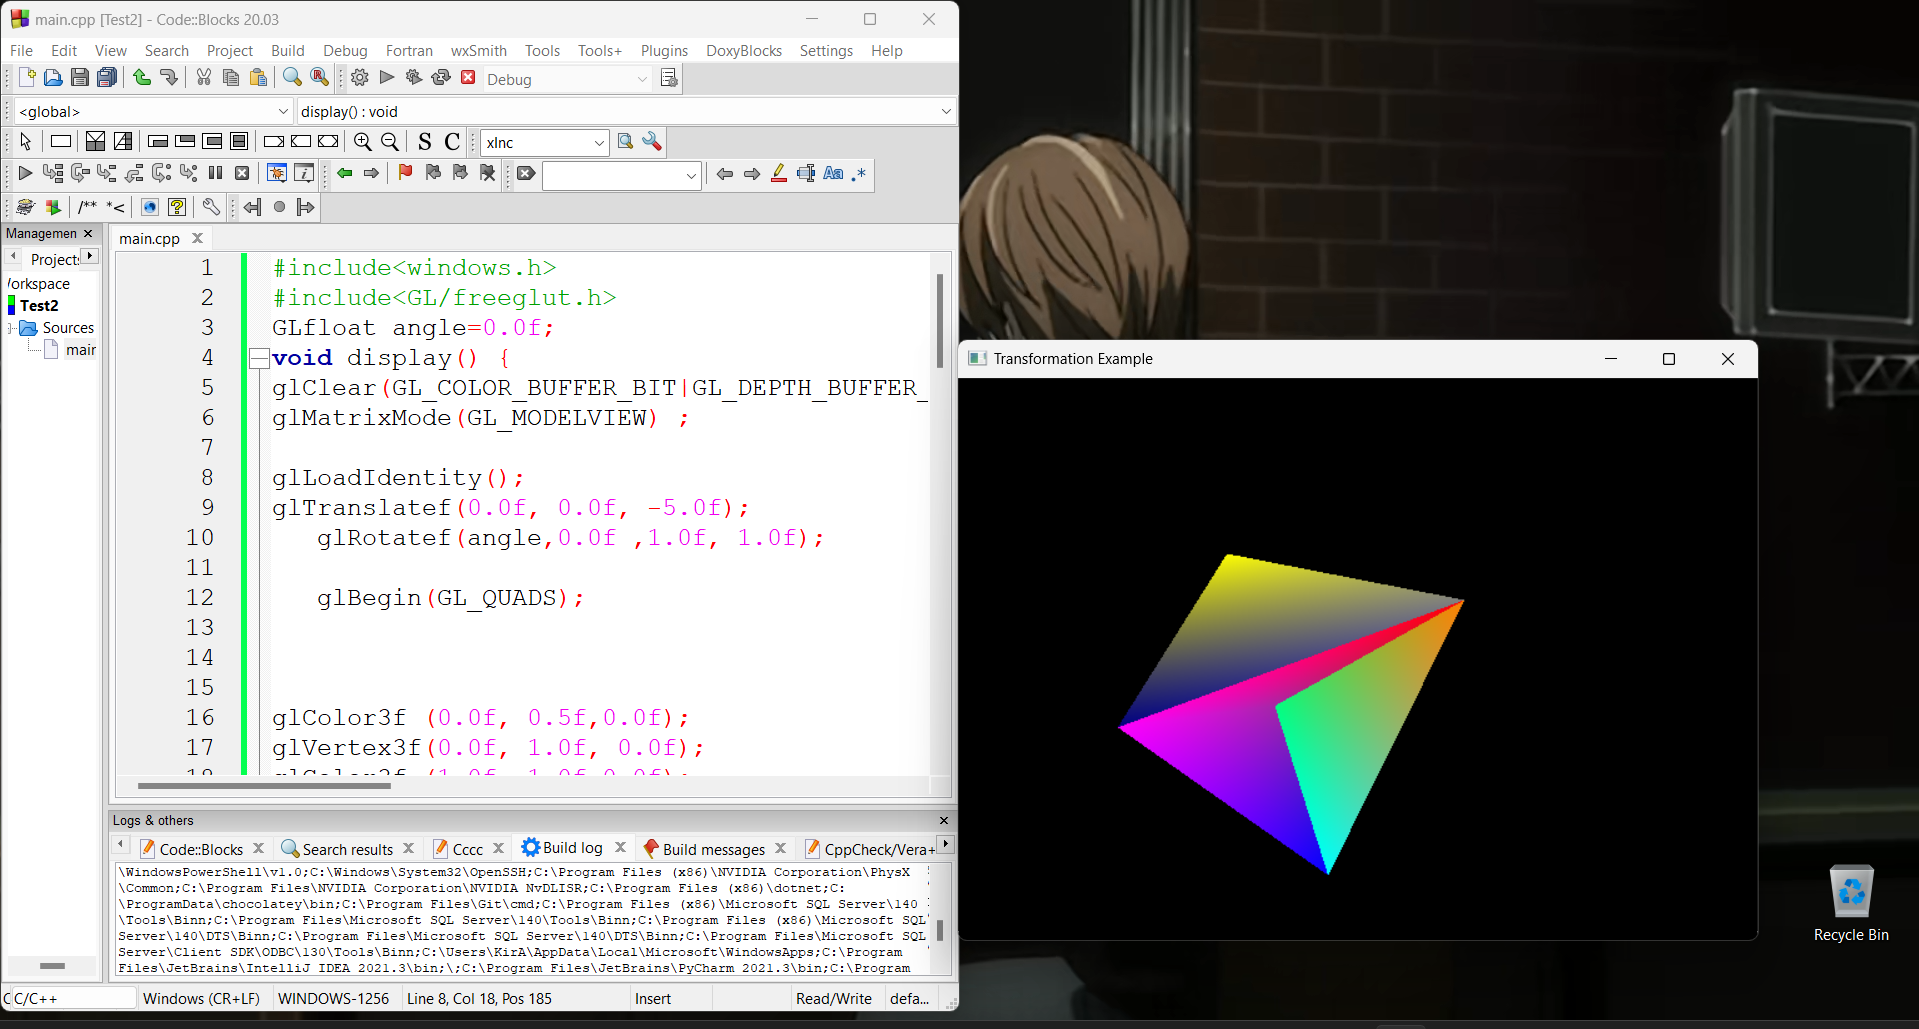 main.cpp [Test2] - Code::Blocks 20.03
File Edit View Search Project Build Debug Fortran wxSmith Tools Tools+ Plugins DoxyBlocks Settings Help
Debug
<global> display() : void
S C xInc
Aa .*
/** *<
Managemen
main.cpp
Projects
/orkspace
Test2
Sources
mair
1 #include<windows.h>
2 #include<GL/freeglut.h>
3 GLfloat angle=0.0f;
4 void display() {
5 glClear(GL_COLOR_BUFFER_BIT|GL_DEPTH_BUFFER_
6 glMatrixMode(GL_MODELVIEW) ;
7
8 glLoadIdentity();
9 glTranslatef(0.0f, 0.0f, -5.0f);
10 glRotatef(angle,0.0f ,1.0f, 1.0f);
11
12 glBegin(GL_QUADS);
13
14
15
16 glColor3f (0.0f, 0.5f,0.0f);
17 glVertex3f(0.0f, 1.0f, 0.0f);
18 glColor3f (1.0f, 1.0f,0.0f);
Logs & others
Code::Blocks Search results Cccc Build log Build messages CppCheck/Vera+
\WindowsPowerShell\v1.0;C:\Windows\System32\OpenSSH;C:\Program Files (x86)\NVIDIA Corporation\PhysX
\Common;C:\Program Files\NVIDIA Corporation\NVIDIA NvDLISR;C:\Program Files (x86)\dotnet;C:
\ProgramData\chocolatey\bin;C:\Program Files\Git\cmd;C:\Program Files (x86)\Microsoft SQL Server\140
\Tools\Binn;C:\Program Files\Microsoft SQL Server\140\Tools\Binn;C:\Program Files (x86)\Microsoft SQL
Server\140\DTS\Binn;C:\Program Files\Microsoft SQL Server\140\DTS\Binn;C:\Program Files\Microsoft SQL
Server\Client SDK\ODBC\130\Tools\Binn;C:\Users\KirA\AppData\Local\Microsoft\WindowsApps;C:\Program
Files\JetBrains\IntelliJ IDEA 2021.3\bin;\;C:\Program Files\JetBrains\PyCharm 2021.3\bin;C:\Program
C C/C++ Windows (CR+LF) WINDOWS-1256 Line 8, Col 18, Pos 185 Insert Read/Write defa...
Transformation Example
Recycle Bin